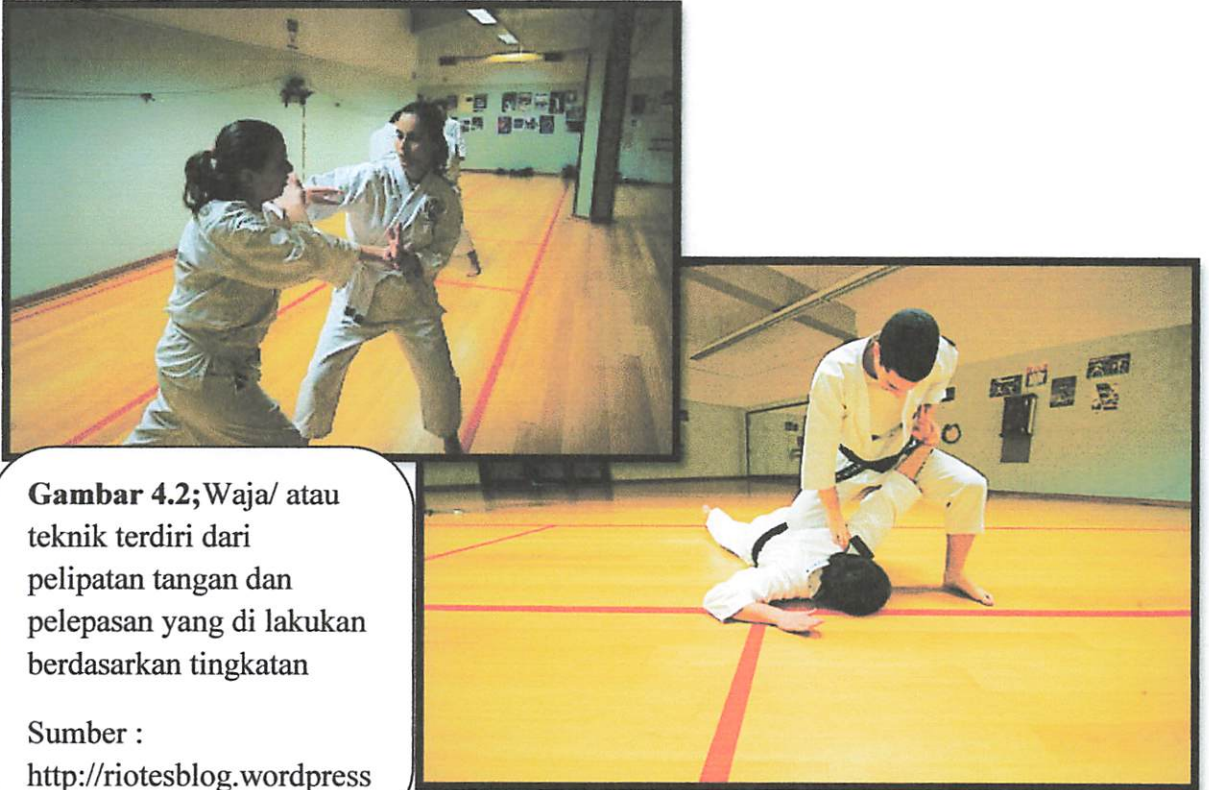 Gambar 4.2;Waja/ atau
teknik terdiri dari
pelipatan tangan dan
pelepasan yang di lakukan
berdasarkan tingkatan
Sumber :
http://riotesblog.wordpress